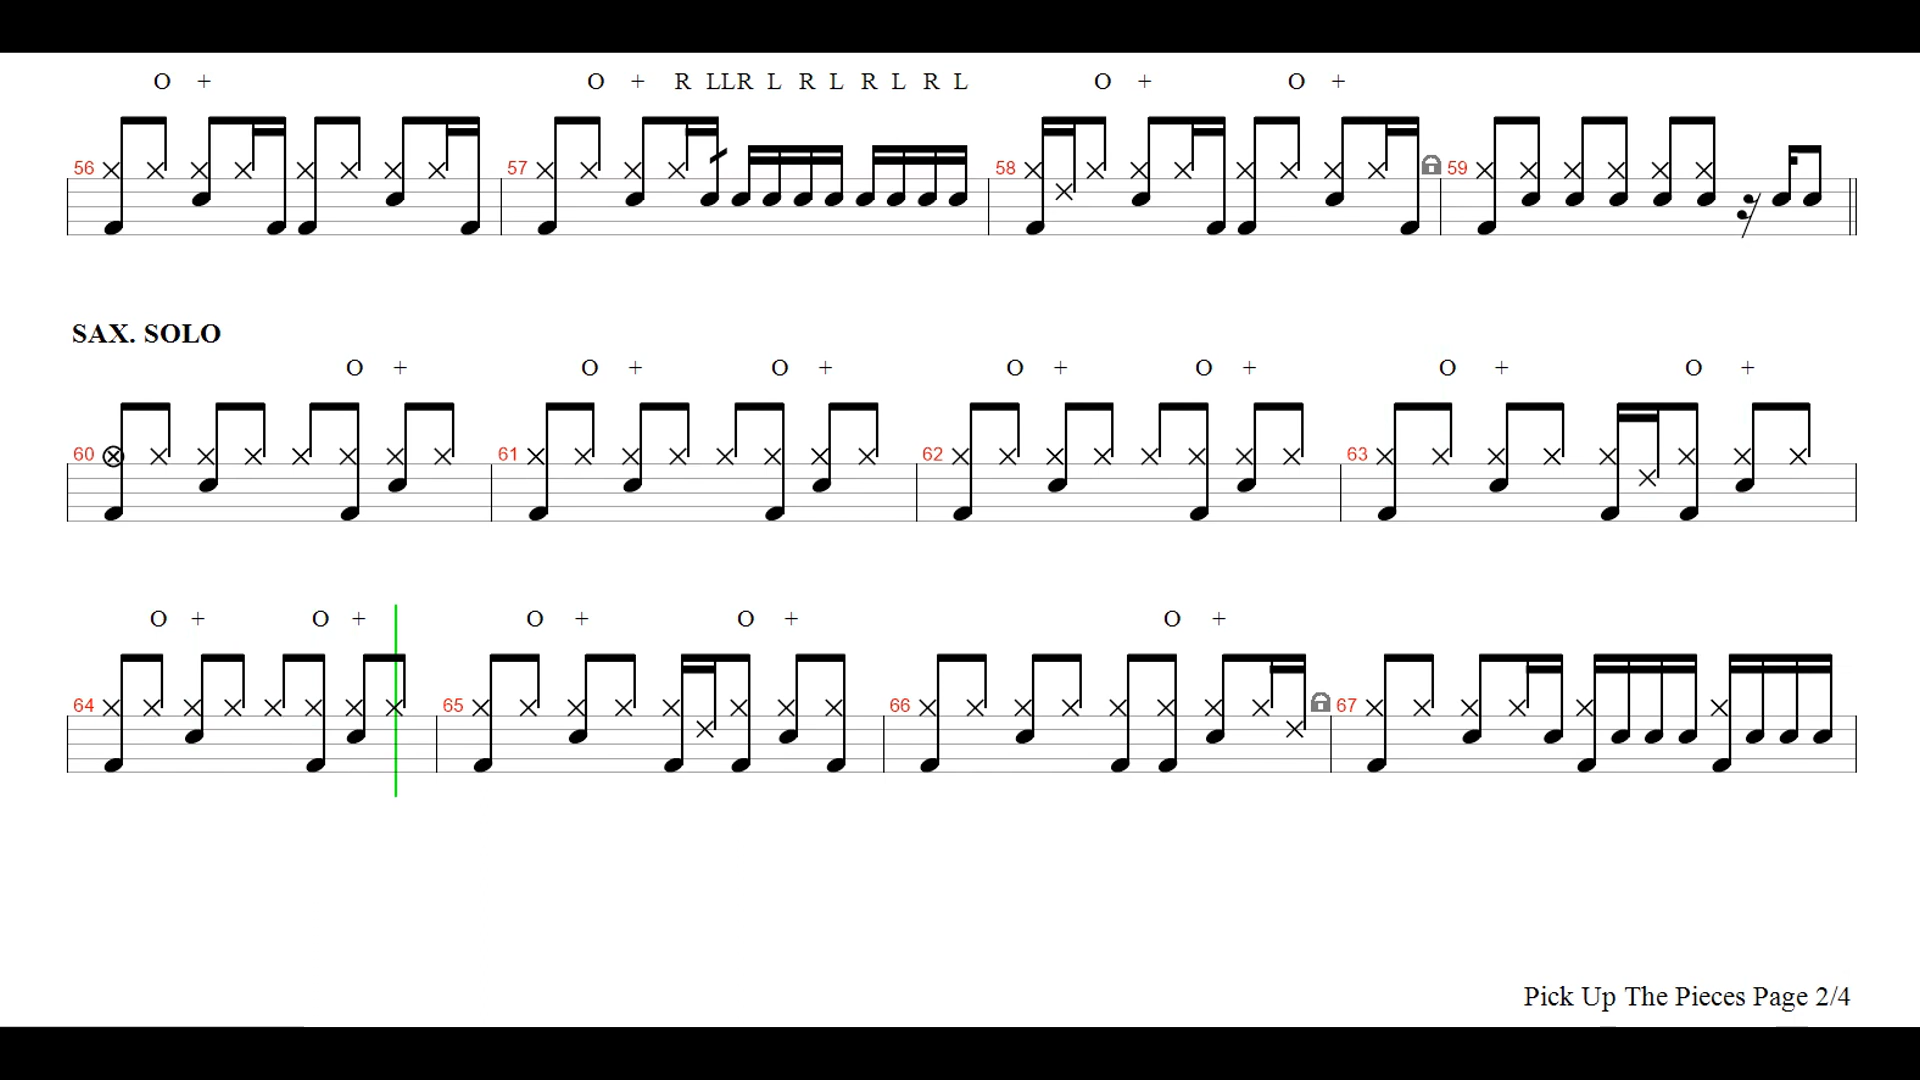 O + O + R LLR L R L R L R L O + O +
56 57 58 59
SAX. SOLO
O + O + O + O + O + O + O +
60 61 62 63
O + O + O + O + O +
64 65 66 67
Pick Up The Pieces Page 2/4